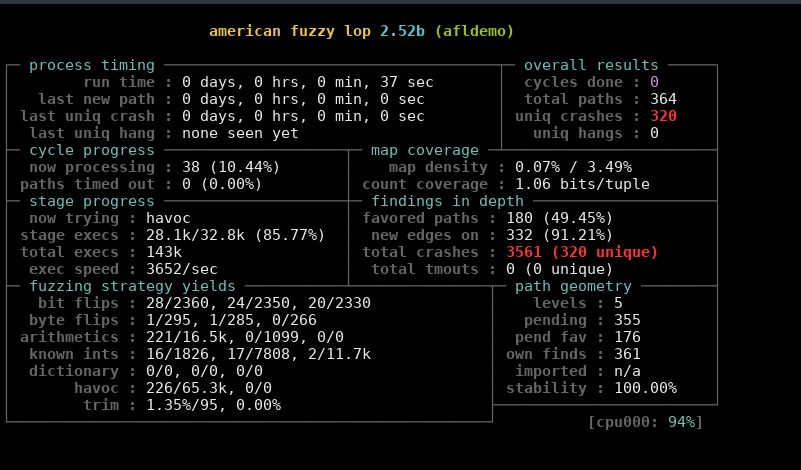 american fuzzy lop 2.52b (afldemo)
process timing overall results
run time : 0 days, 0 hrs, 0 min, 37 sec cycles done : 0
last new path : 0 days, 0 hrs, 0 min, 0 sec total paths : 364
last uniq crash : 0 days, 0 hrs, 0 min, 0 sec uniq crashes : 320
last uniq hang : none seen yet uniq hangs : 0
cycle progress map coverage
now processing : 38 (10.44%) map density : 0.07% / 3.49%
paths timed out : 0 (0.00%) count coverage : 1.06 bits/tuple
stage progress findings in depth
now trying : havoc favored paths : 180 (49.45%)
stage execs : 28.1k/32.8k (85.77%) new edges on : 332 (91.21%)
total execs : 143k total crashes : 3561 (320 unique)
exec speed : 3652/sec total tmouts : 0 (0 unique)
fuzzing strategy yields path geometry
bit flips : 28/2360, 24/2350, 20/2330 levels : 5
byte flips : 1/295, 1/285, 0/266 pending : 355
arithmetics : 221/16.5k, 0/1099, 0/0 pend fav : 176
known ints : 16/1826, 17/7808, 2/11.7k own finds : 361
dictionary : 0/0, 0/0, 0/0 imported : n/a
havoc : 226/65.3k, 0/0 stability : 100.00%
trim : 1.35%/95, 0.00%
[cpu000: 94%]